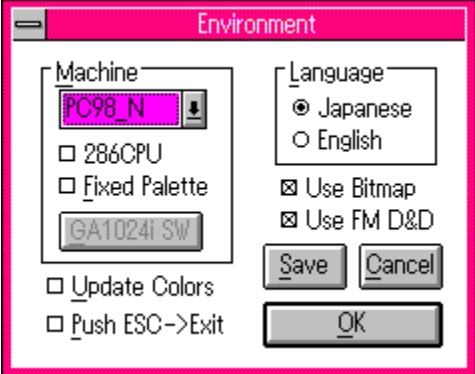 Environment
Machine
PC98_N
286CPU
Fixed Palette
GA1024i SW
Update Colors
Push ESC->Exit
Language
Japanese
English
Use Bitmap
Use FM D&D
Save
Cancel
OK